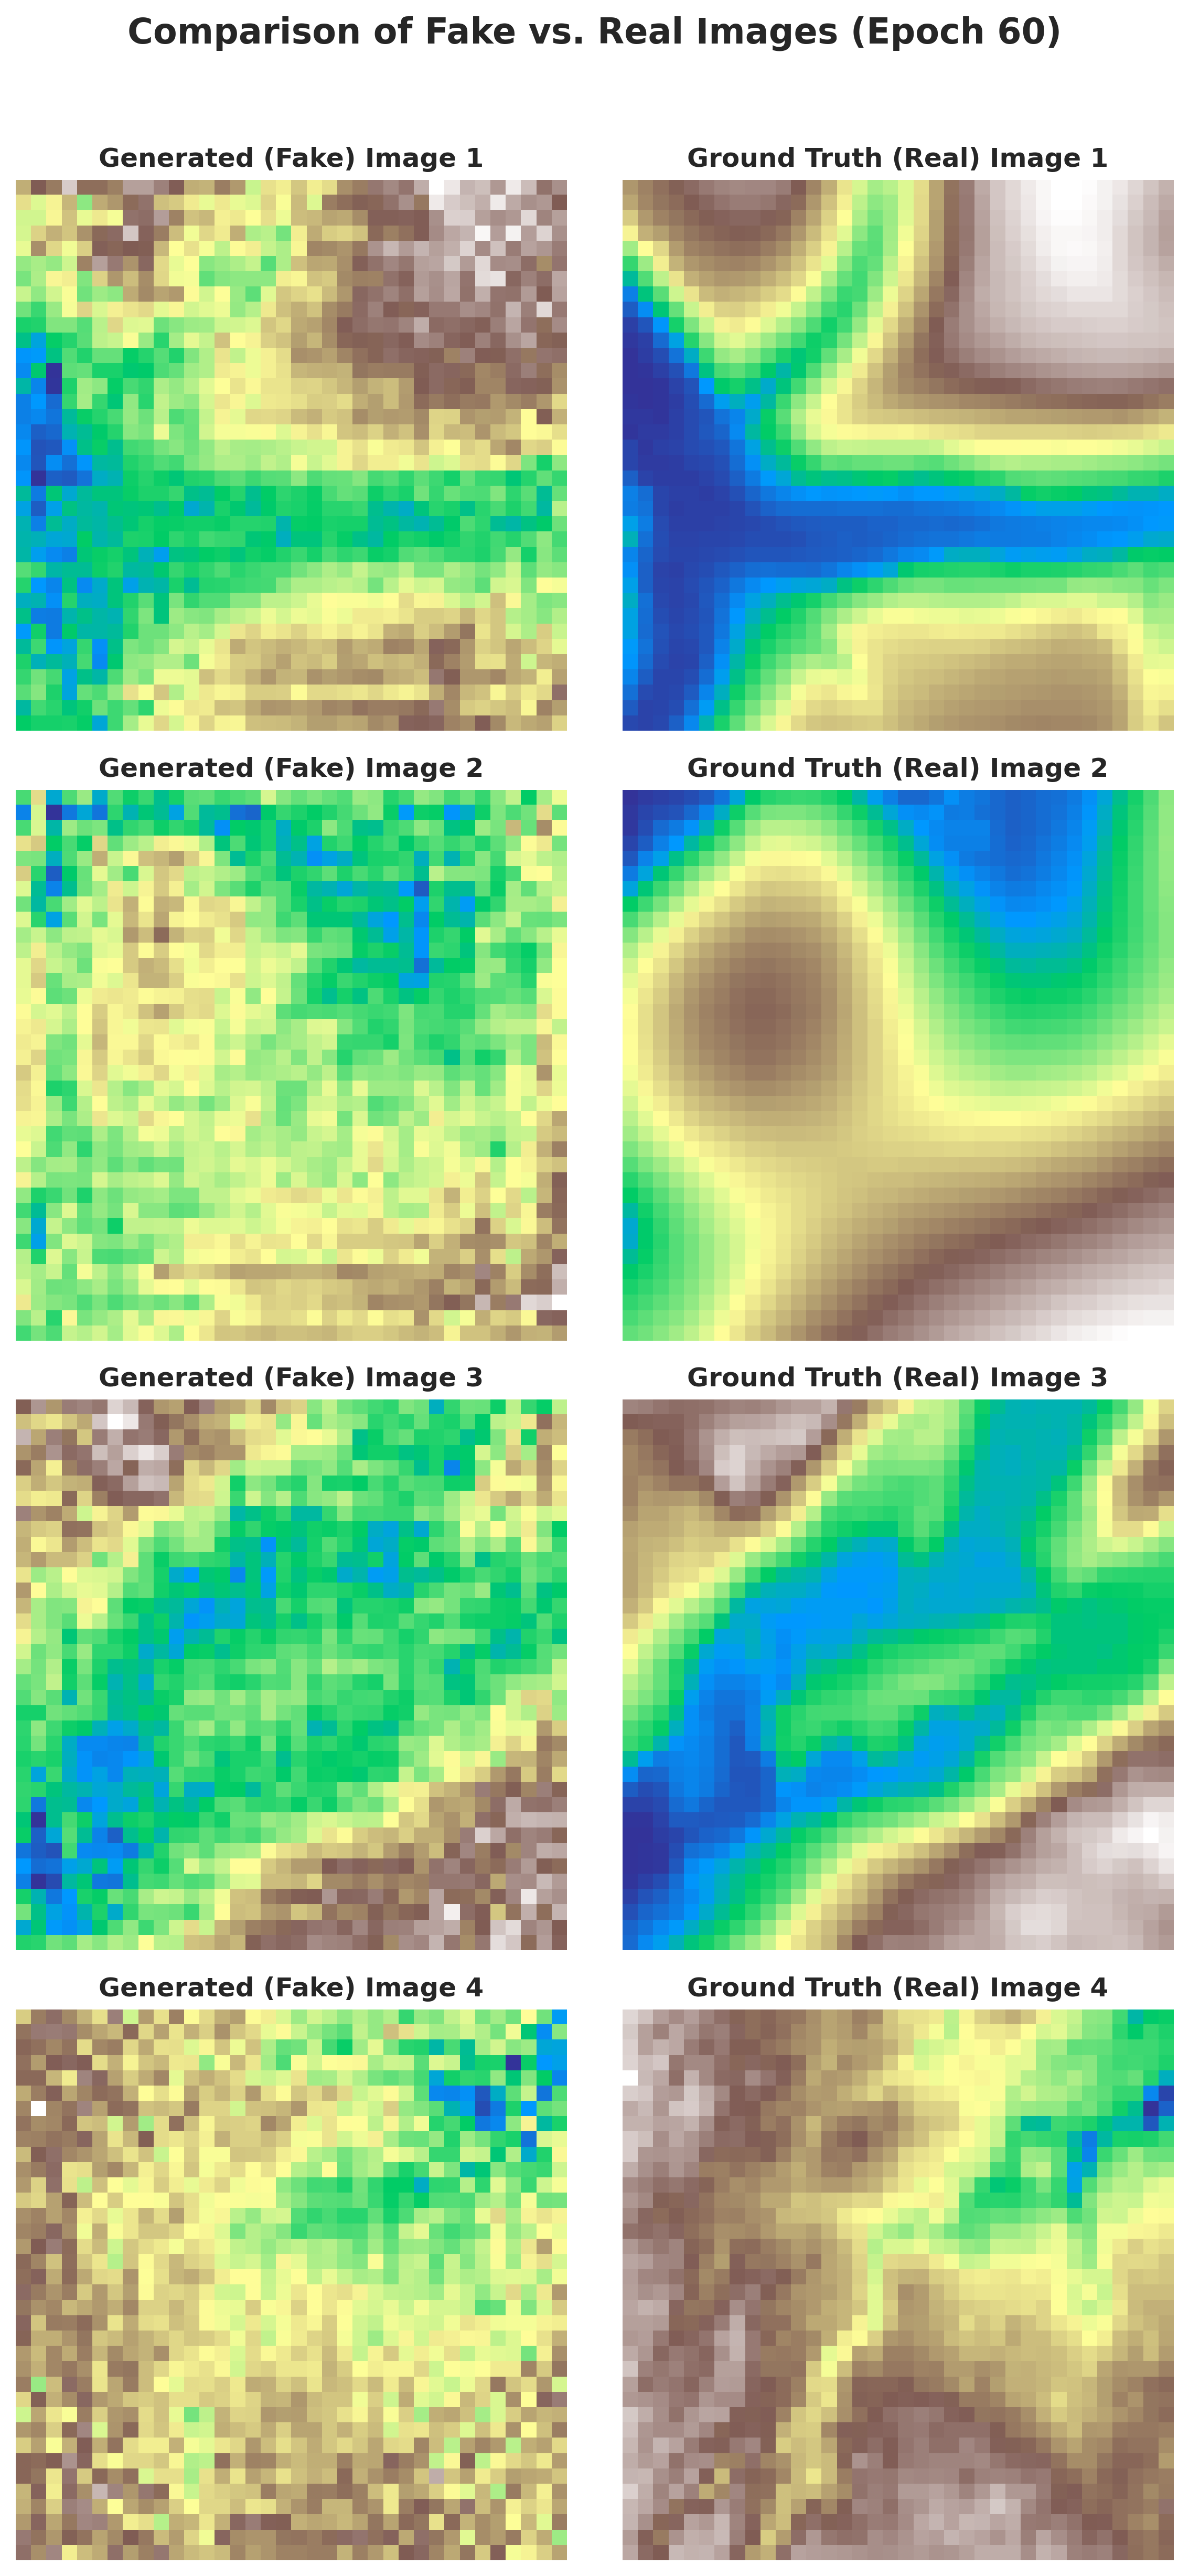 Comparison of Fake vs. Real Images (Epoch 60)
Generated (Fake) Image 1
Ground Truth (Real) Image 1
Generated (Fake) Image 2
Ground Truth (Real) Image 2
Generated (Fake) Image 3
Ground Truth (Real) Image 3
Generated (Fake) Image 4
Ground Truth (Real) Image 4